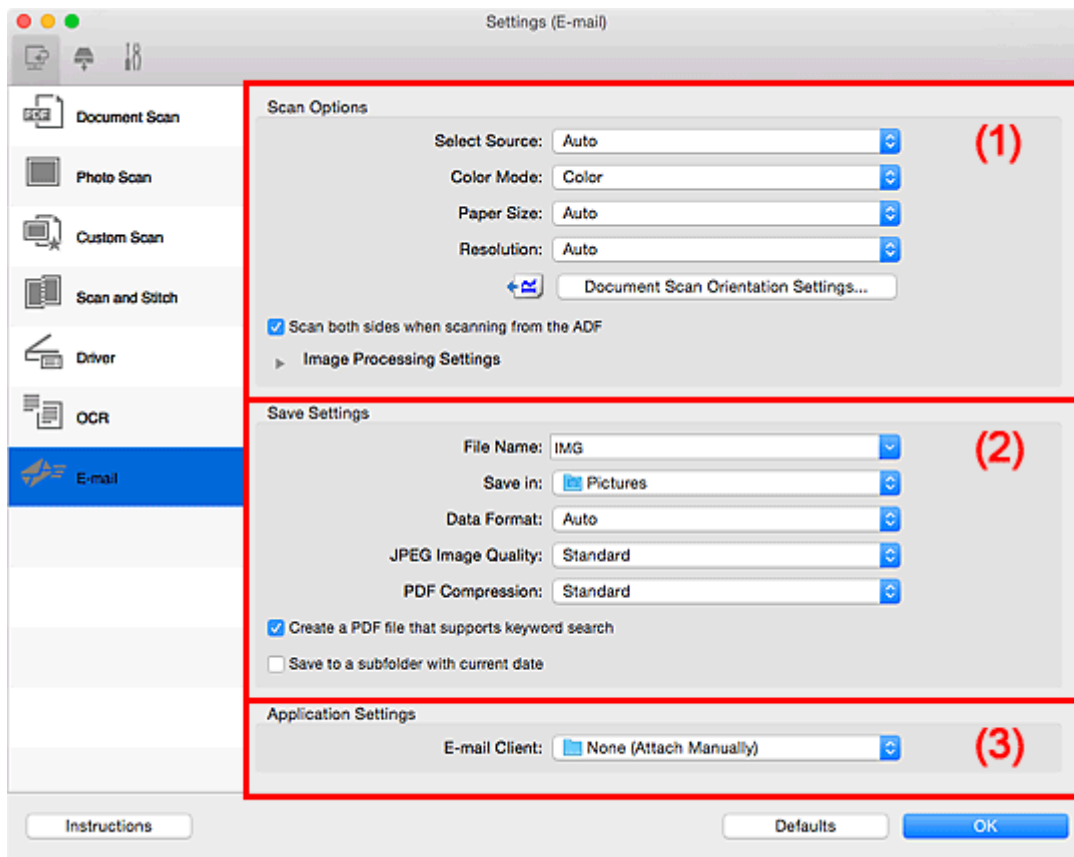 Settings (E-mail)
Document Scan
Photo Scan
Custom Scan
Scan and Stitch
Driver
OCR
E-mail
Scan Options
(1)
Select Source: Auto
Color Mode: Color
Paper Size: Auto
Resolution: Auto
Document Scan Orientation Settings...
Scan both sides when scanning from the ADF
Image Processing Settings
Save Settings
(2)
File Name: IMG
Save in: Pictures
Data Format: Auto
JPEG Image Quality: Standard
PDF Compression: Standard
Create a PDF file that supports keyword search
Save to a subfolder with current date
Application Settings
(3)
E-mail Client: None (Attach Manually)
Instructions
Defaults
OK